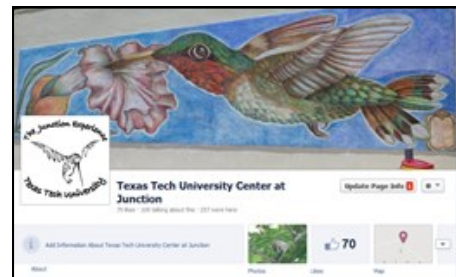 The Junction Experience
Texas Tech University
Texas Tech University Center at
Junction
Update Page Info 1
Add Information About Texas Tech University Center at Junction
70
About
Photos
Likes
Map